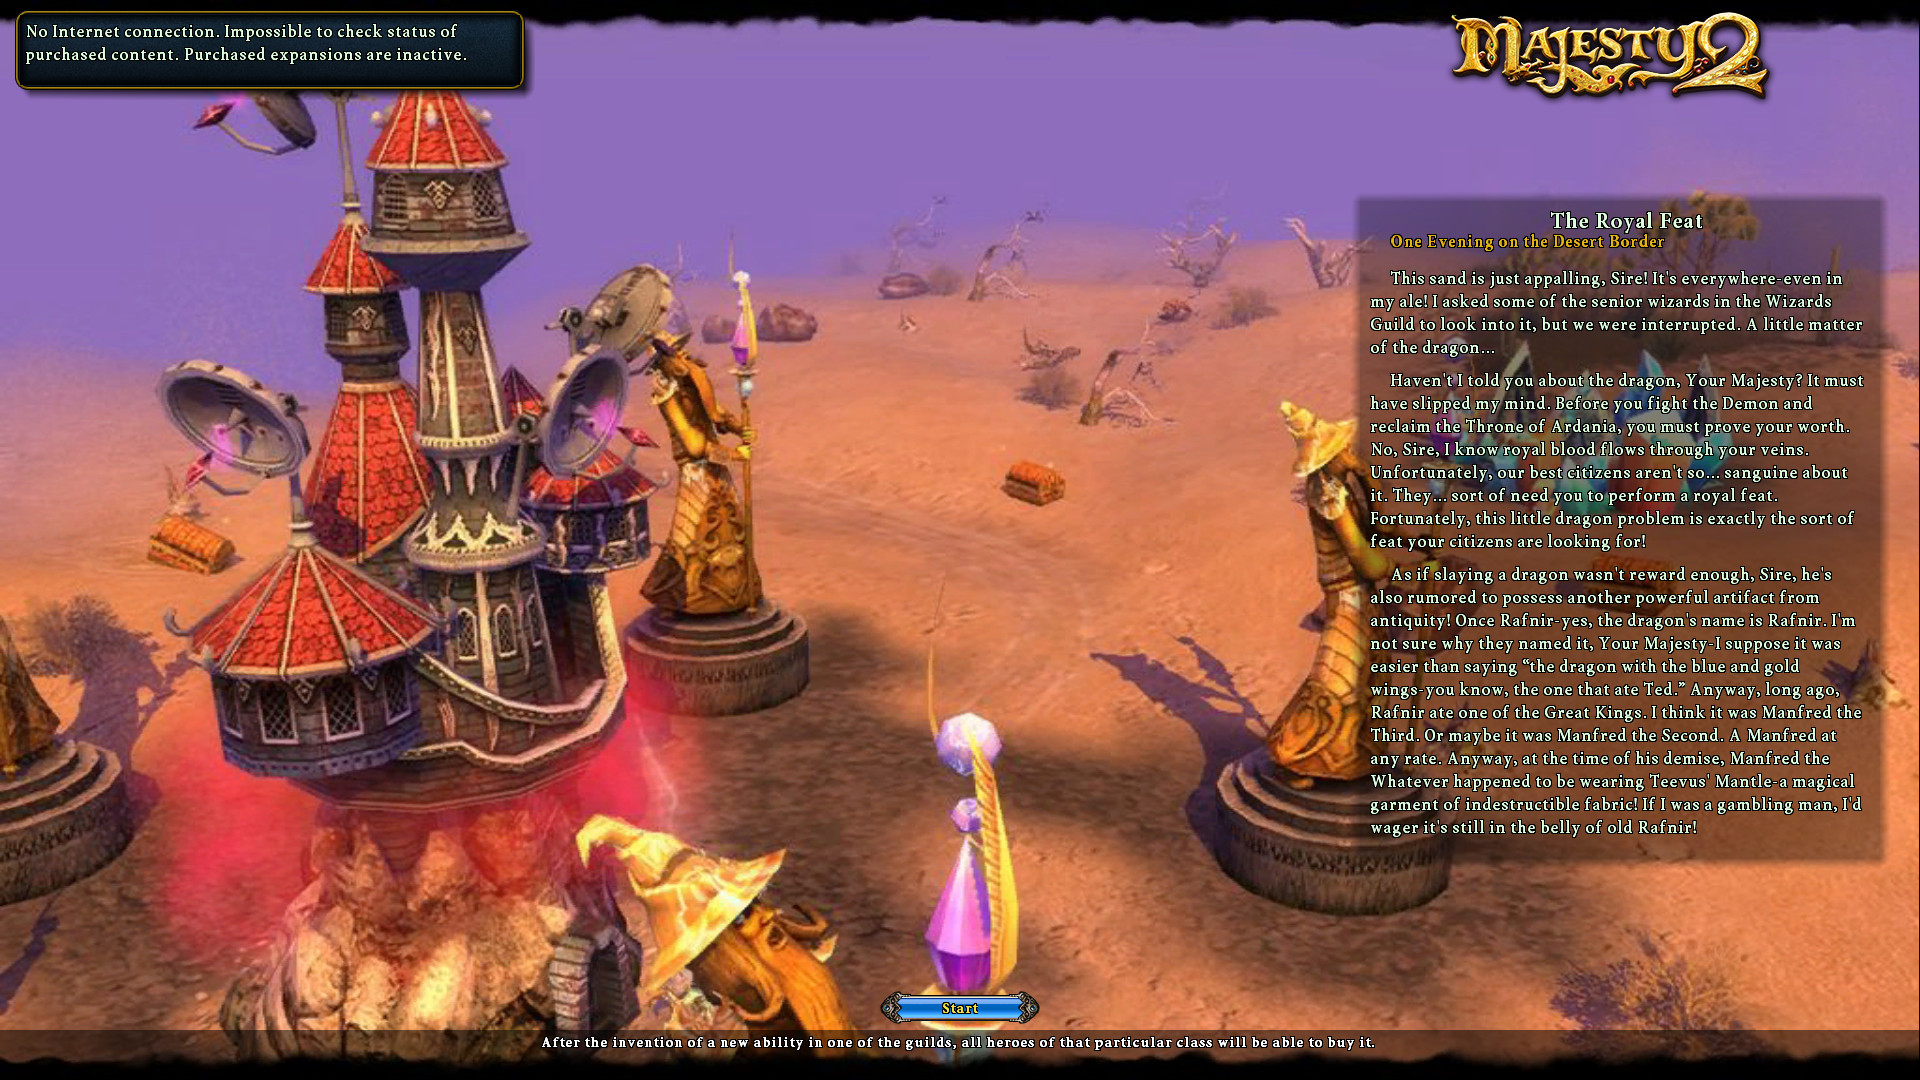 No Internet connection. Impossible to check status of
purchased content. Purchased expansions are inactive.
MAJESTY 2
The Royal Feat
One Evening on the Desert Border
This sand is just appalling, Sire! It's everywhere-even in
my ale! I asked some of the senior wizards in the Wizards
Guild to look into it, but we were interrupted. A little matter
of the dragon...
Haven't I told you about the dragon, Your Majesty? It must
have slipped my mind. Before you fight the Demon and
reclaim the Throne of Ardania, you must prove your worth.
No, Sire, I know royal blood flows through your veins.
Unfortunately, our best citizens aren't so... sanguine about
it. They... sort of need you to perform a royal feat.
Fortunately, this little dragon problem is exactly the sort of
feat your citizens are looking for!
As if slaying a dragon wasn't reward enough, Sire, he's
also rumored to possess another powerful artifact from
antiquity! Once Rafnir-yes, the dragon's name is Rafnir. I'm
not sure why they named it, Your Majesty-I suppose it was
easier than saying “the dragon with the blue and gold
wings-you know, the one that ate Ted.” Anyway, long ago,
Rafnir ate one of the Great Kings. I think it was Manfred the
Third. Or maybe it was Manfred the Second. A Manfred at
any rate. Anyway, at the time of his demise, Manfred the
Whatever happened to be wearing Teevus' Mantle-a magical
garment of indestructible fabric! If I was a gambling man, I'd
wager it's still in the belly of old Rafnir!
Start
After the invention of a new ability in one of the guilds, all heroes of that particular class will be able to buy it.